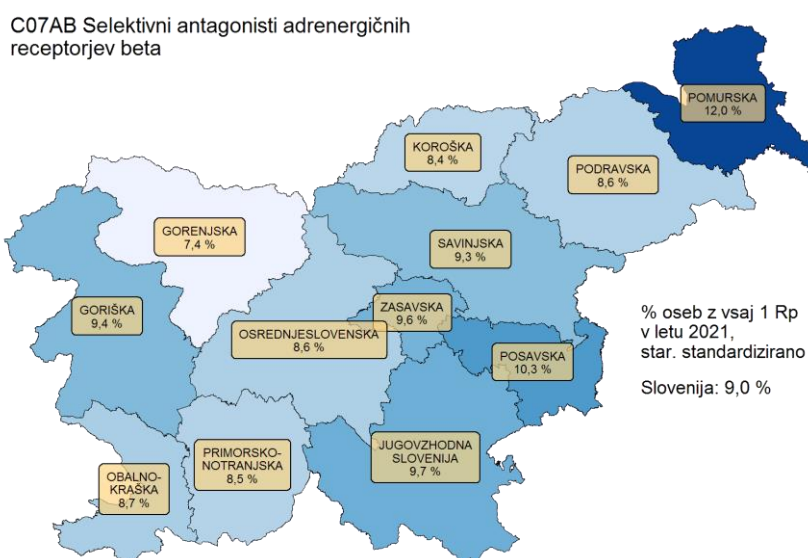 C07AB Selektivni antagonisti adrenergičnih
receptorjev beta
POMURSKA
12,0 %
KOROŠKA
8,4 %
PODRAVSKA
8,6 %
GORENJSKA
7,4 %
SAVINJSKA
9,3 %
GORIŠKA
9,4 %
ZASAVSKA
9,6 %
OSREDNJESLOVENSKA
8,6 %
POSAVSKA
10,3 %
% oseb z vsaj 1 Rp
v letu 2021,
star. standardizirano
Slovenija: 9,0 %
JUGOVZHODNA
SLOVENIJA
9,7 %
PRIMORSKO-
NOTRANJSKA
8,5 %
OBALNO-
KRAŠKA
8,7 %